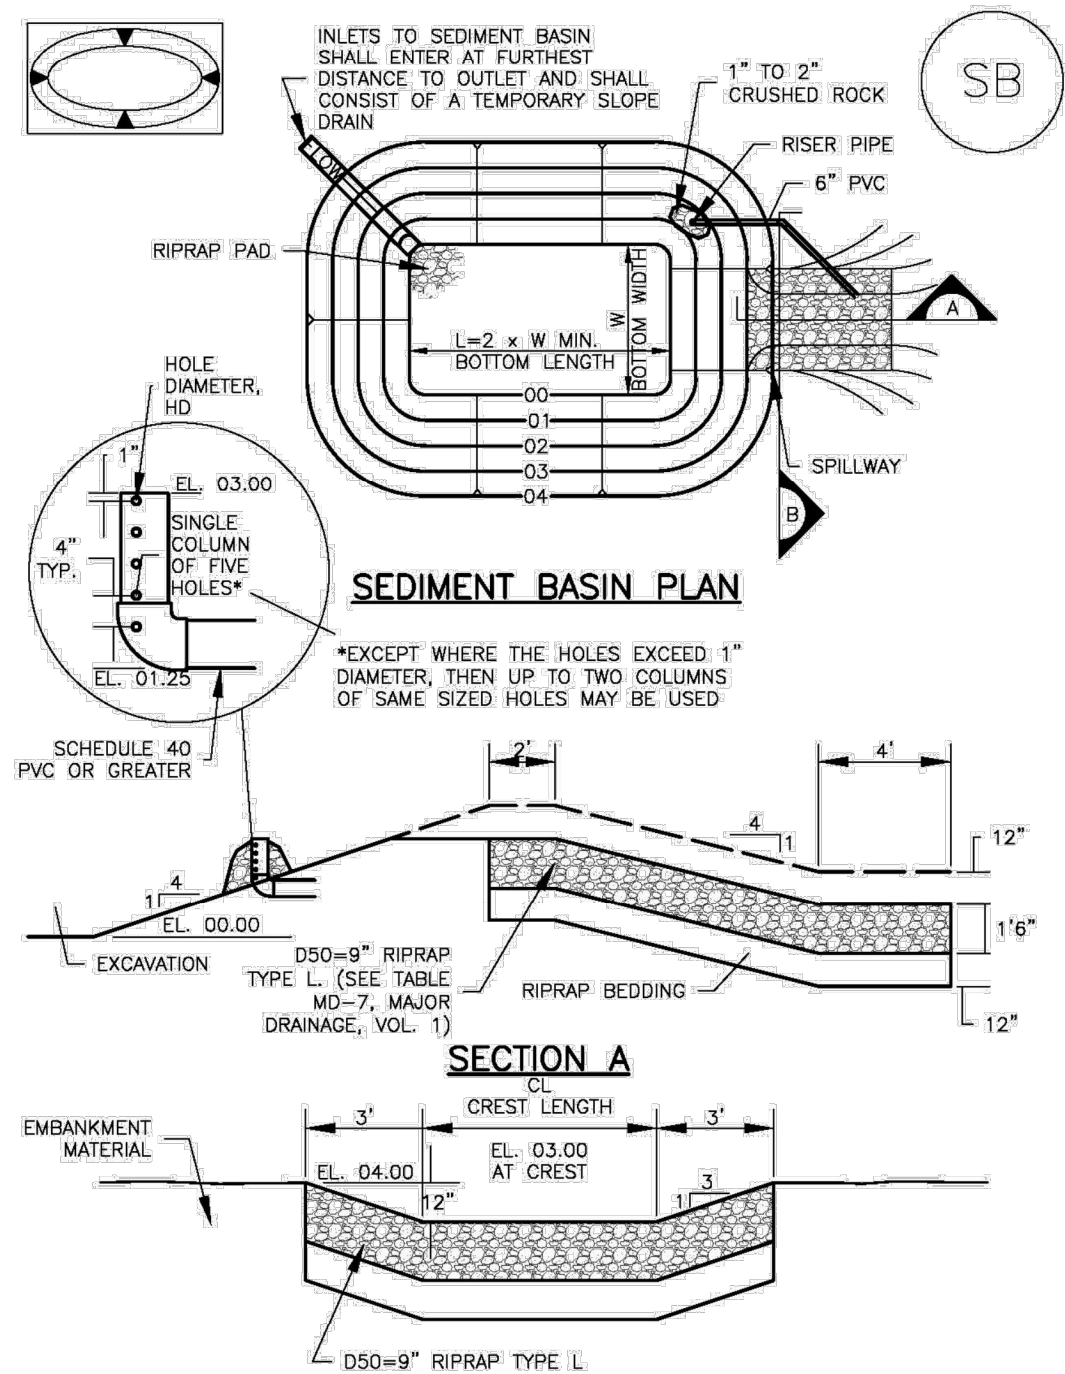 INLETS TO SEDIMENT BASIN
SHALL ENTER AT FURTHEST
DISTANCE TO OUTLET AND SHALL
CONSIST OF A TEMPORARY SLOPE
DRAIN
1" TO 2"
CRUSHED ROCK
SB
RISER PIPE
6" PVC
FLOW
RIPRAP PAD
A
W
BOTTOM WIDTH
L=2 x W MIN.
BOTTOM LENGTH
00
01
02
03
04
SPILLWAY
B
HOLE
DIAMETER,
HD
1"
EL. 03.00
SINGLE
COLUMN
OF FIVE
HOLES*
4"
TYP.
EL. 01.25
SEDIMENT BASIN PLAN
*EXCEPT WHERE THE HOLES EXCEED 1"
DIAMETER, THEN UP TO TWO COLUMNS
OF SAME SIZED HOLES MAY BE USED
SCHEDULE 40
PVC OR GREATER
2'
4'
4
1
12"
4
1
EL. 00.00
EXCAVATION
1'6"
D50=9" RIPRAP
TYPE L. (SEE TABLE
MD-7, MAJOR
DRAINAGE, VOL. 1)
RIPRAP BEDDING
12"
SECTION A
CL
CREST LENGTH
3'
3'
EMBANKMENT
MATERIAL
EL. 04.00
EL. 03.00
AT CREST
12"
3
1
D50=9" RIPRAP TYPE L